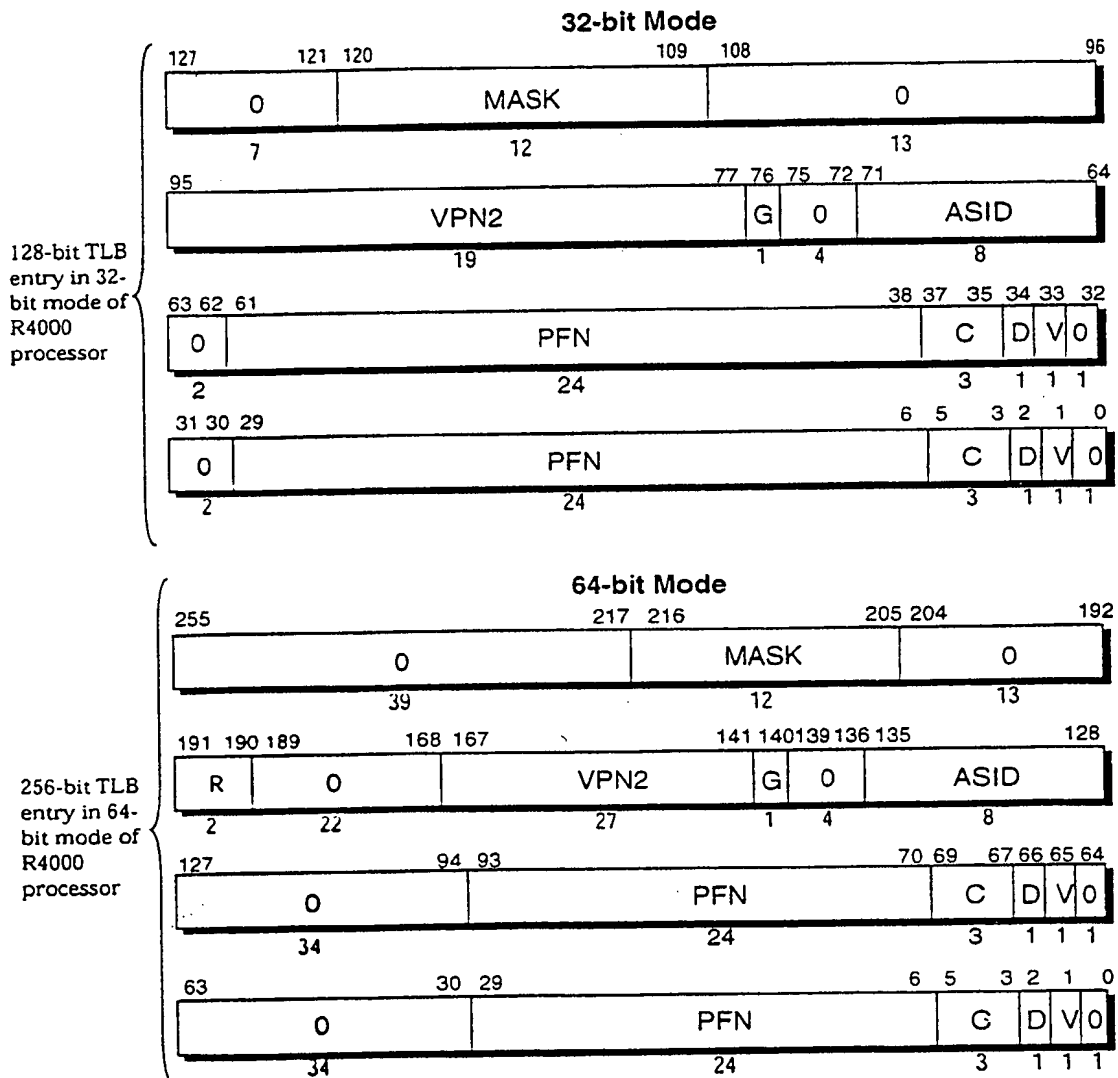 32-bit Mode
127 121 120 109 108 96
0 MASK 0
7 12 13
95 77 76 75 72 71 64
VPN2 G 0 ASID
19 1 4 8
128-bit TLB
entry in 32-
bit mode of
R4000
processor
63 62 61 38 37 35 34 33 32
0 PFN C D V 0
2 24 3 1 1 1
31 30 29 6 5 3 2 1 0
0 PFN C D V 0
2 24 3 1 1 1
64-bit Mode
255 217 216 205 204 192
0 MASK 0
39 12 13
191 190 189 168 167 141 140 139 136 135 128
R 0 VPN2 G 0 ASID
2 22 27 1 4 8
256-bit TLB
entry in 64-
bit mode of
R4000
processor
127 94 93 70 69 67 66 65 64
0 PFN C D V 0
34 24 3 1 1 1
63 30 29 6 5 3 2 1 0
0 PFN G D V 0
34 24 3 1 1 1